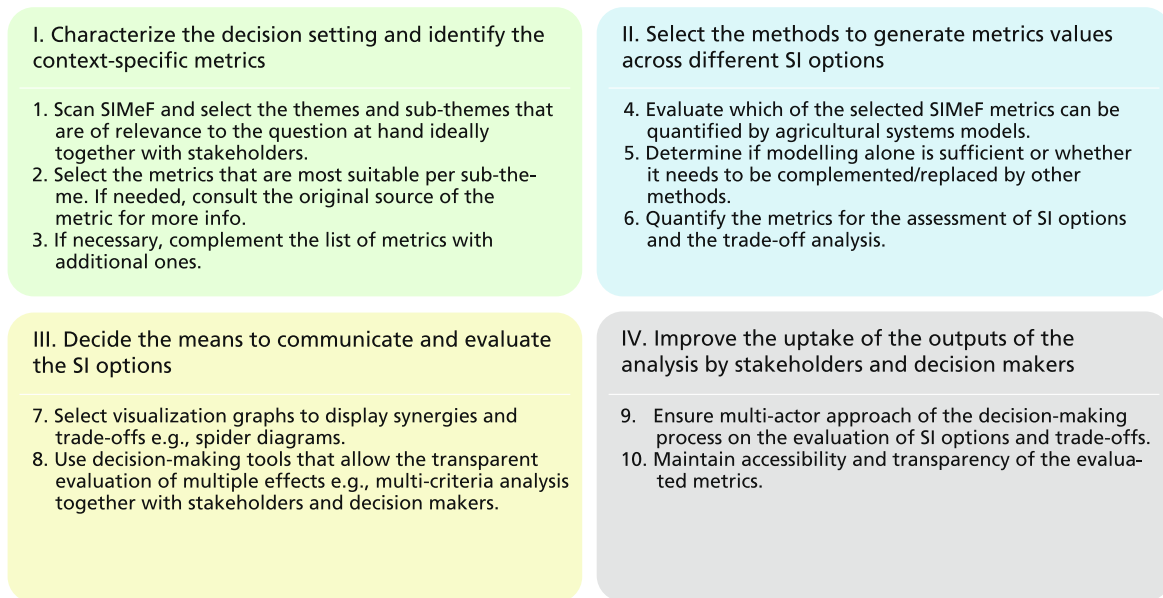 I. Characterize the decision setting and identify the
context-specific metrics
1. Scan SIMeF and select the themes and sub-themes that
are of relevance to the question at hand ideally
together with stakeholders.
2. Select the metrics that are most suitable per sub-the-
me. If needed, consult the original source of the
metric for more info.
3. If necessary, complement the list of metrics with
additional ones.
II. Select the methods to generate metrics values
across different SI options
4. Evaluate which of the selected SIMeF metrics can be
quantified by agricultural systems models.
5. Determine if modelling alone is sufficient or whether
it needs to be complemented/replaced by other
methods.
6. Quantify the metrics for the assessment of SI options
and the trade-off analysis.
III. Decide the means to communicate and evaluate
the SI options
7. Select visualization graphs to display synergies and
trade-offs e.g., spider diagrams.
8. Use decision-making tools that allow the transparent
evaluation of multiple effects e.g., multi-criteria analysis
together with stakeholders and decision makers.
IV. Improve the uptake of the outputs of the
analysis by stakeholders and decision makers
9. Ensure multi-actor approach of the decision-making
process on the evaluation of SI options and trade-offs.
10. Maintain accessibility and transparency of the evalua-
ted metrics.